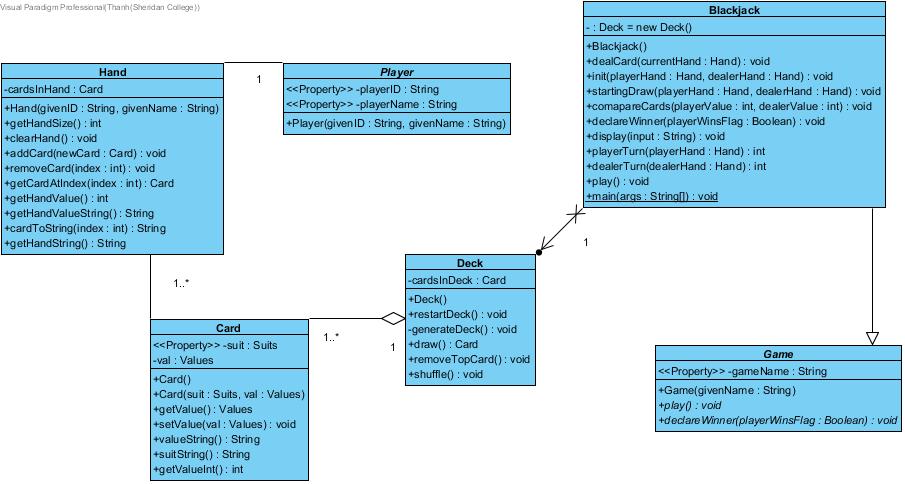 Visual Paradigm Professional(Thanh(Sheridan College))
Blackjack
- : Deck = new Deck()
+Blackjack()
+dealCard(currentHand : Hand) : void
+init(playerHand : Hand, dealerHand : Hand) : void
+startingDraw(playerHand : Hand, dealerHand : Hand) : void
+comapareCards(playerValue : int, dealerValue : int) : void
+declareWinner(playerWinsFlag : Boolean) : void
+display(input : String) : void
+playerTurn(playerHand : Hand) : int
+dealerTurn(dealerHand : Hand) : int
+play() : void
+main(args : String[]) : void
Hand
-cardsInHand : Card
+Hand(givenID : String, givenName : String)
+getHandSize() : int
+clearHand() : void
+addCard(newCard : Card) : void
+removeCard(index : int) : void
+getCardAtIndex(index : int) : Card
+getHandValue() : int
+getHandValueString() : String
+cardToString(index : int) : String
+getHandString() : String
1
Player
<<Property>> -playerID : String
<<Property>> -playerName : String
+Player(givenID : String, givenName : String)
1
1..*
Deck
-cardsInDeck : Card
+Deck()
+restartDeck() : void
-generateDeck() : void
+draw() : Card
+removeTopCard() : void
+shuffle() : void
Card
<<Property>> -suit : Suits
-val : Values
+Card()
+Card(suit : Suits, val : Values)
+getValue() : Values
+setValue(val : Values) : void
+valueString() : String
+suitString() : String
+getValueInt() : int
1..*
1
Game
<<Property>> -gameName : String
+Game(givenName : String)
+play() : void
+declareWinner(playerWinsFlag : Boolean) : void